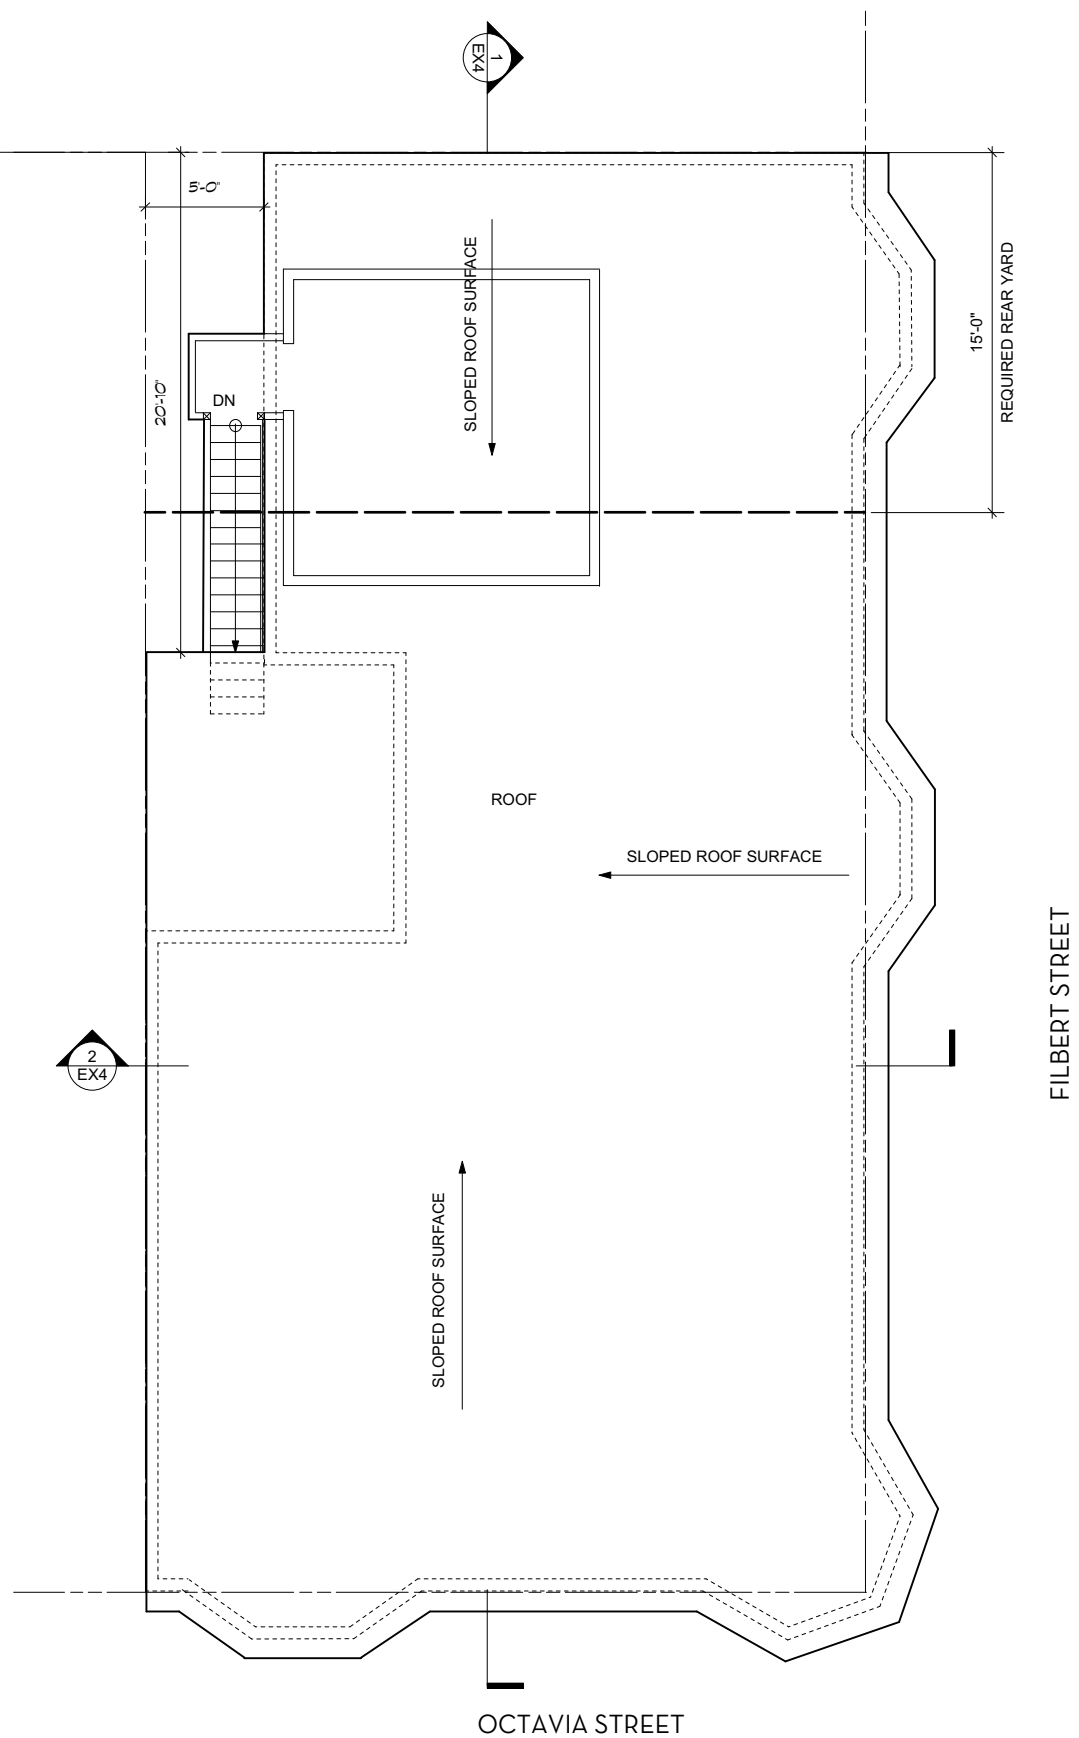 1
EX4
5'-0"
SLOPED ROOF SURFACE
15'-0"
REQUIRED REAR YARD
20'-10"
DN
ROOF
SLOPED ROOF SURFACE
FILBERT STREET
2
EX4
SLOPED ROOF SURFACE
OCTAVIA STREET